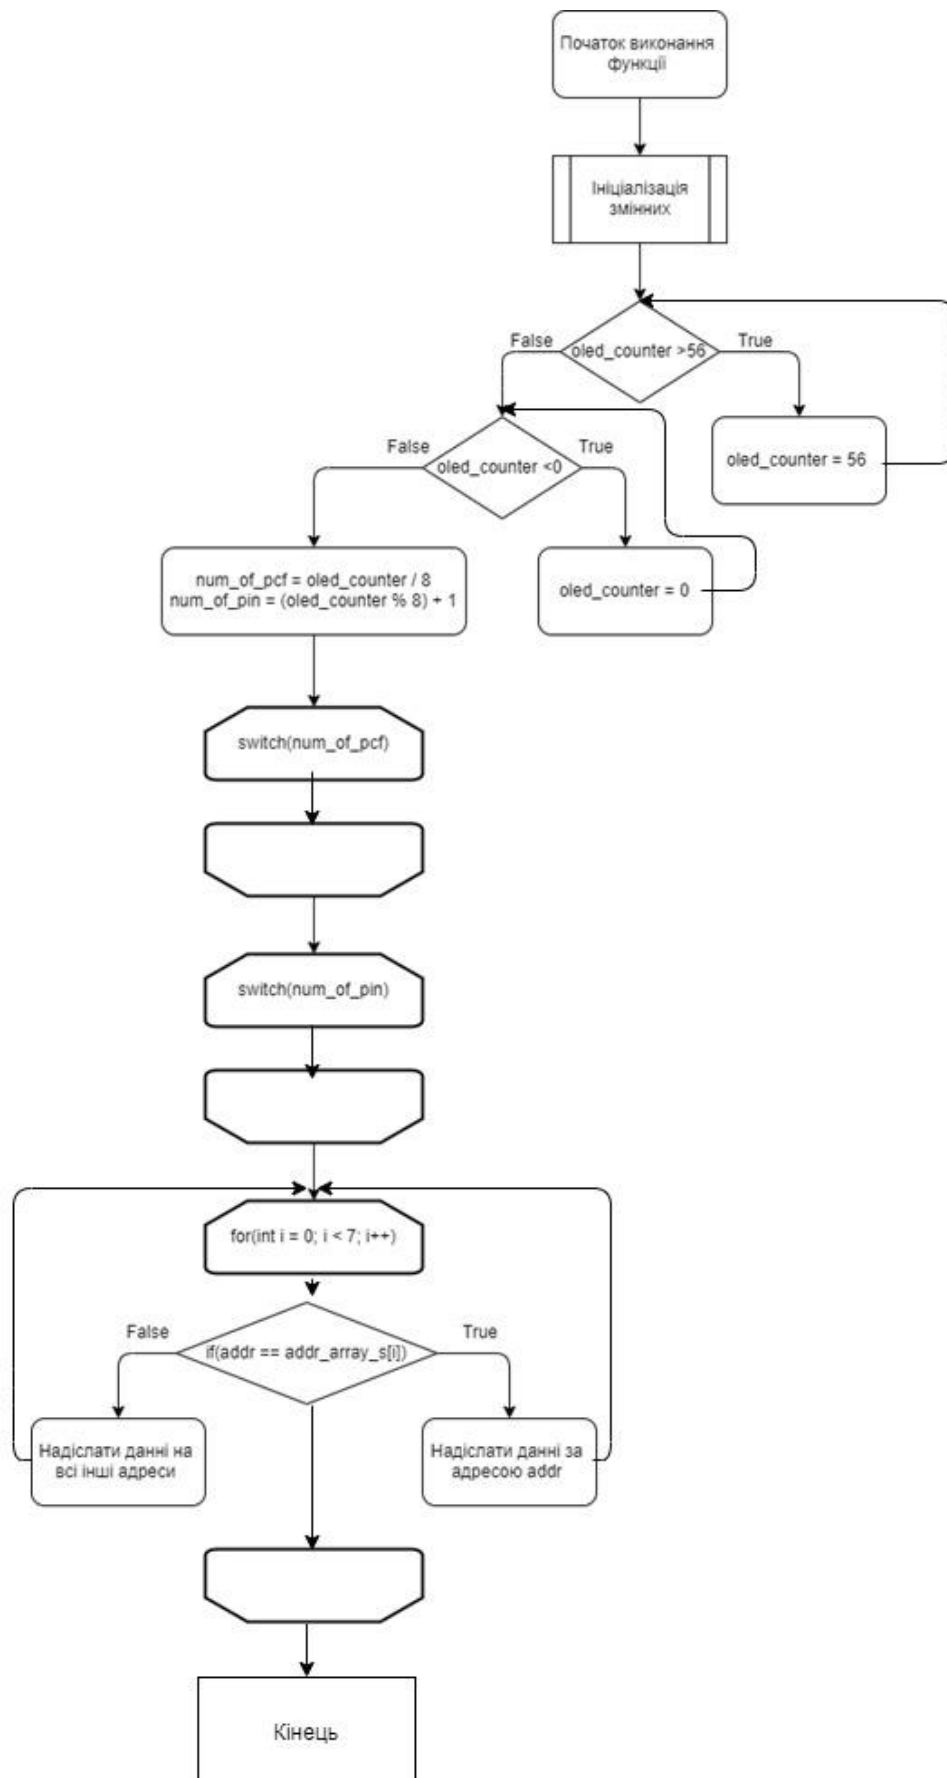 Початок виконання
функції
Ініціалізація
змінних
False
oled_counter >56
True
False
oled_counter <0
True
oled_counter = 56
num_of_pcf = oled_counter / 8
num_of_pin = (oled_counter % 8) + 1
oled_counter = 0
switch(num_of_pcf)
switch(num_of_pin)
for(int i = 0; i < 7; i++)
False
if(addr == addr_array_s[i])
True
Надіслати данні на
всі інші адреси
Надіслати данні за
адресою addr
Кінець